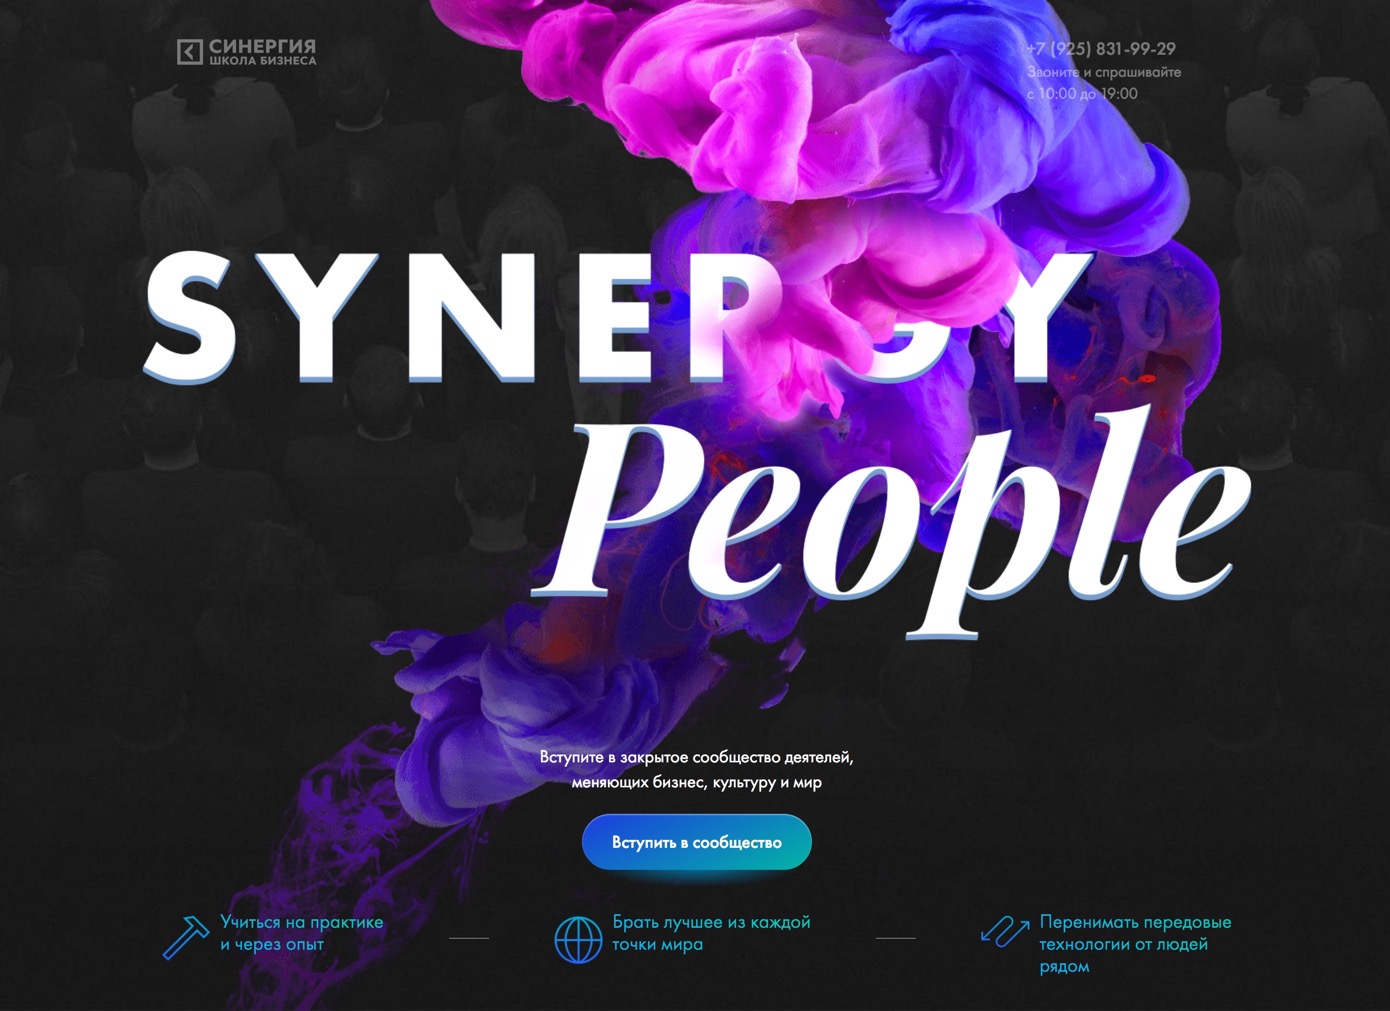 СИНЕРГИЯ
ШКОЛА БИЗНЕСА
+7 (925) 831-99-29
Звоните и спрашивайте
с 10:00 до 19:00
SYNERGY
People
Вступите в закрытое сообщество деятелей,
меняющих бизнес, культуру и мир
Вступить в сообщество
Учиться на практике
и через опыт
Брать лучшее из каждой
точки мира
Перенимать передовые
технологии от людей
рядом